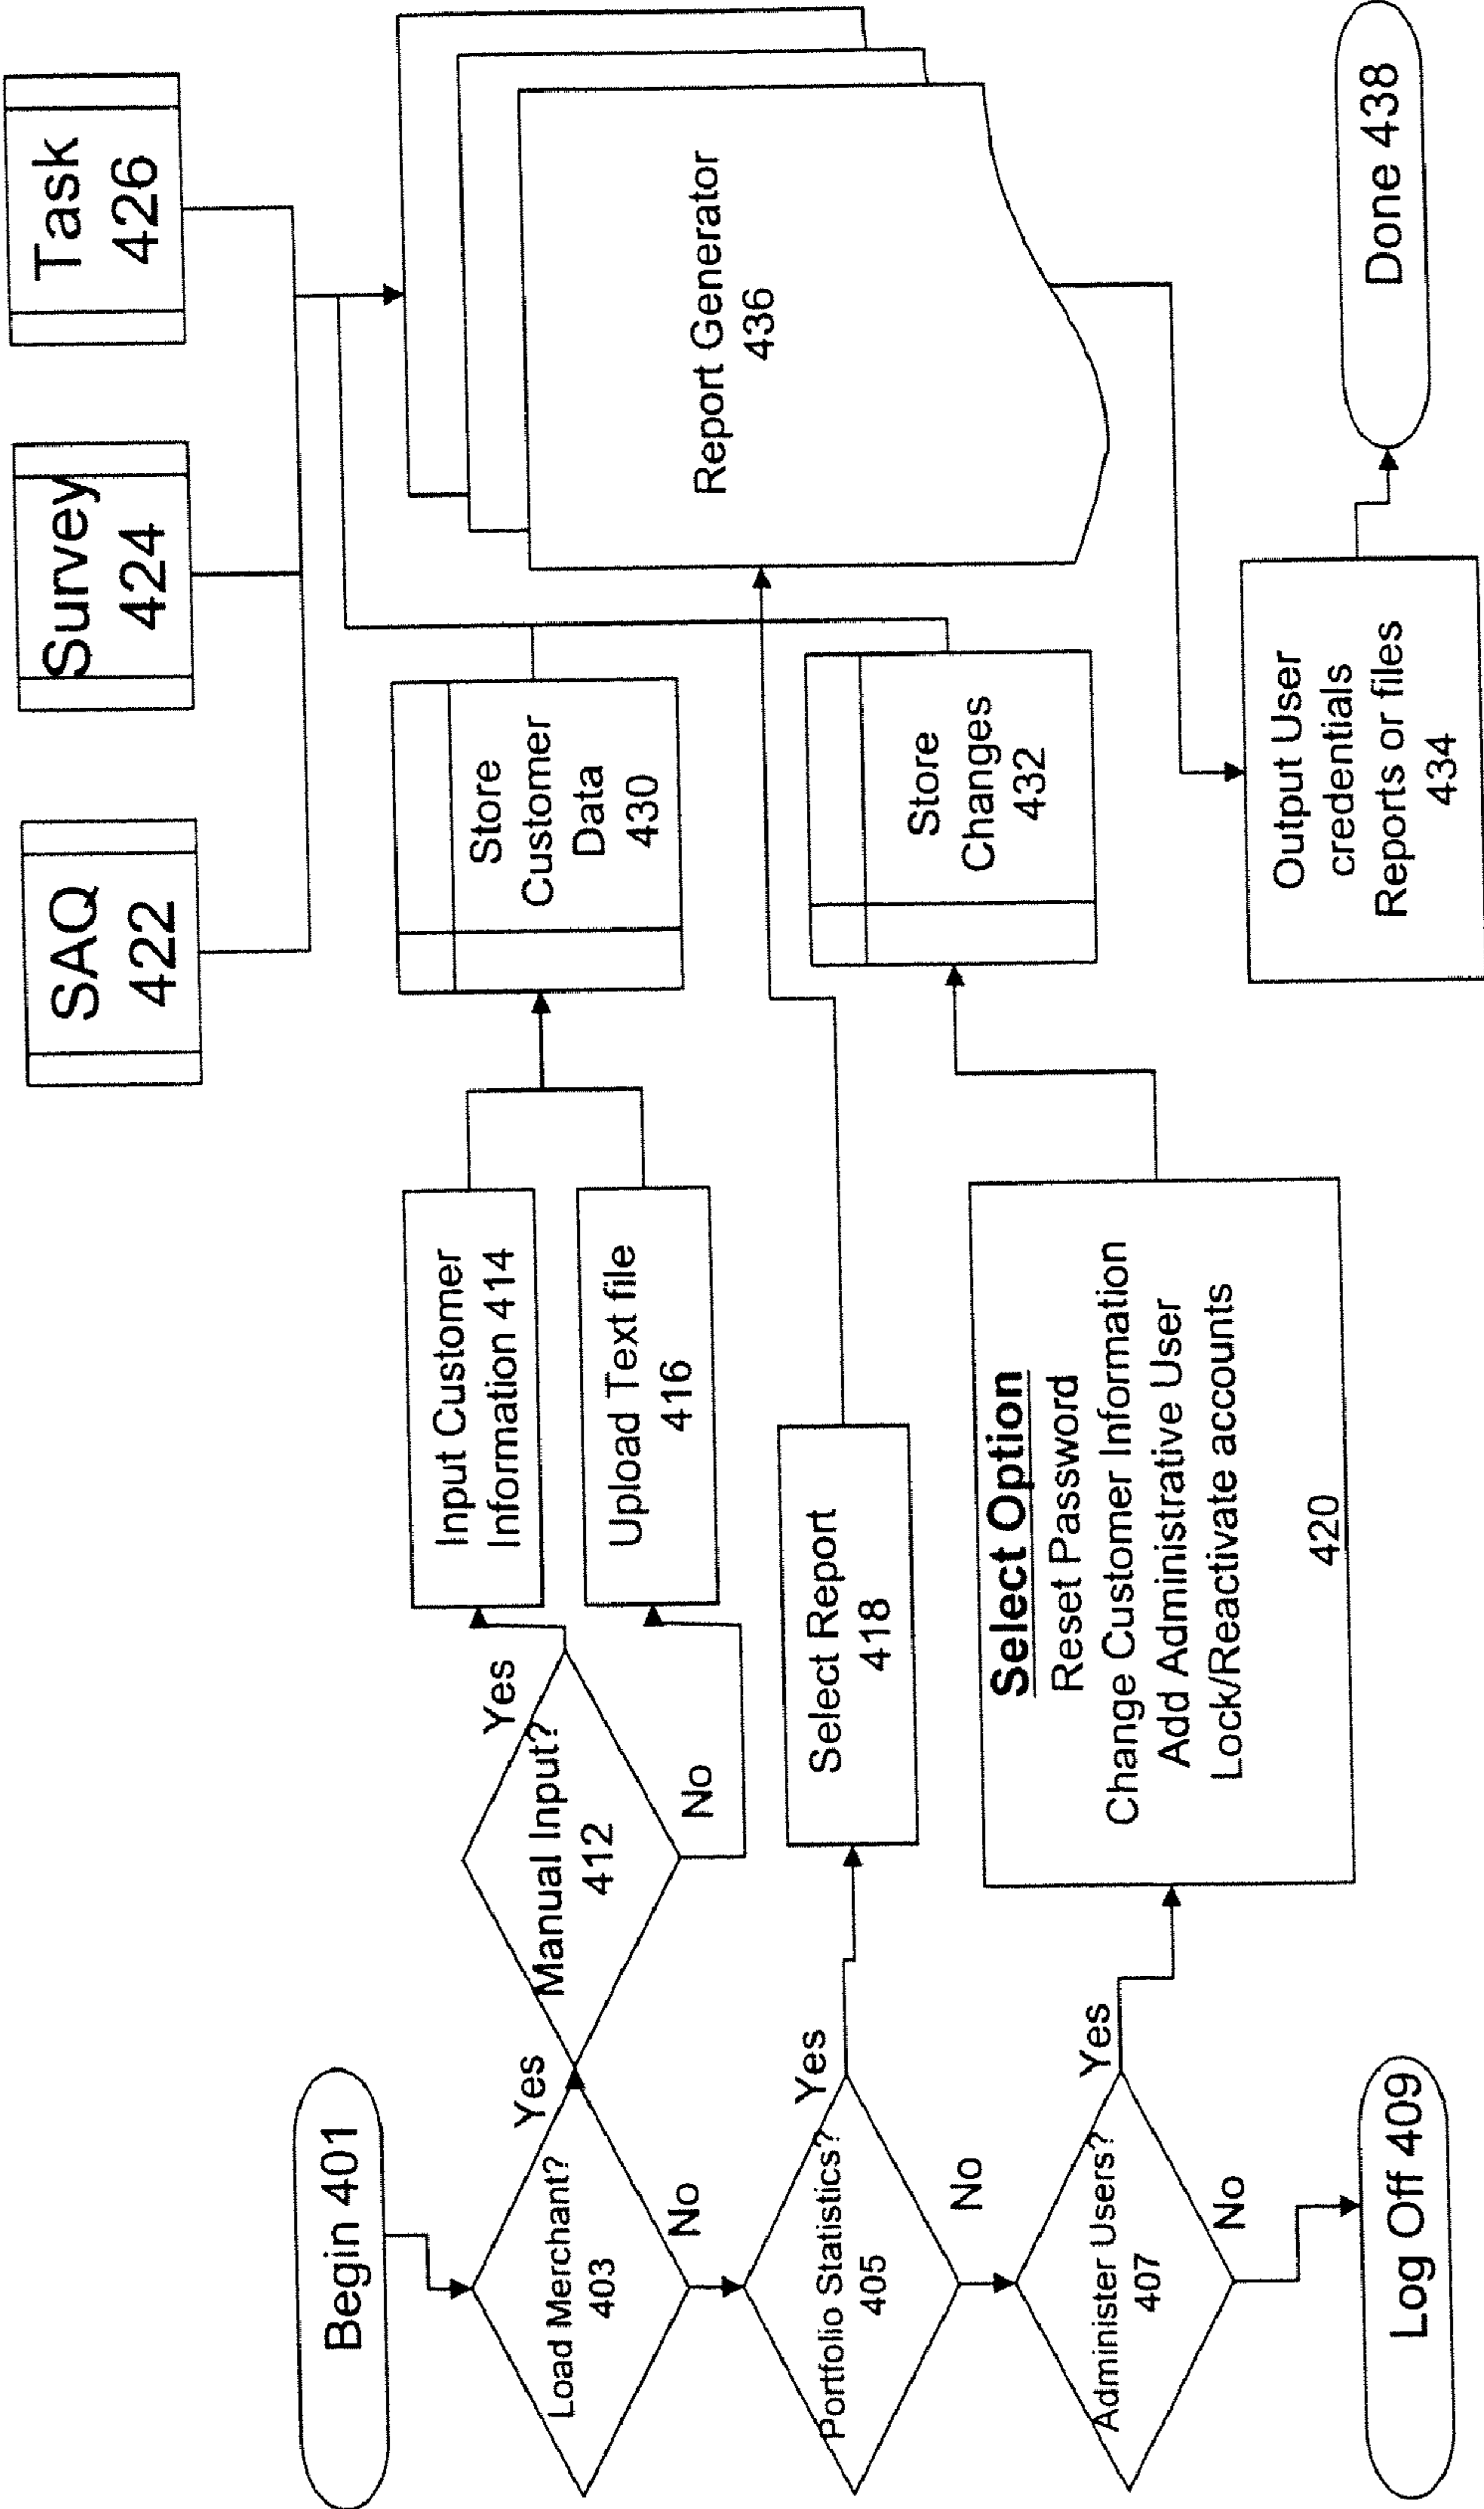 Begin 401
Load Merchant?
403
Yes
No
Portfolio Statistics?
405
Yes
No
Administer Users?
407
Yes
No
Log Off 409
Manual Input?
412
Yes
No
Input Customer
Information 414
Upload Text file
416
Select Report
418
Select Option
Reset Password
Change Customer Information
Add Administrative User
Lock/Reactivate accounts
420
SAQ
422
Survey
424
Task
426
Store
Customer
Data
430
Store
Changes
432
Report Generator
436
Output User
credentials
Reports or files
434
Done 438